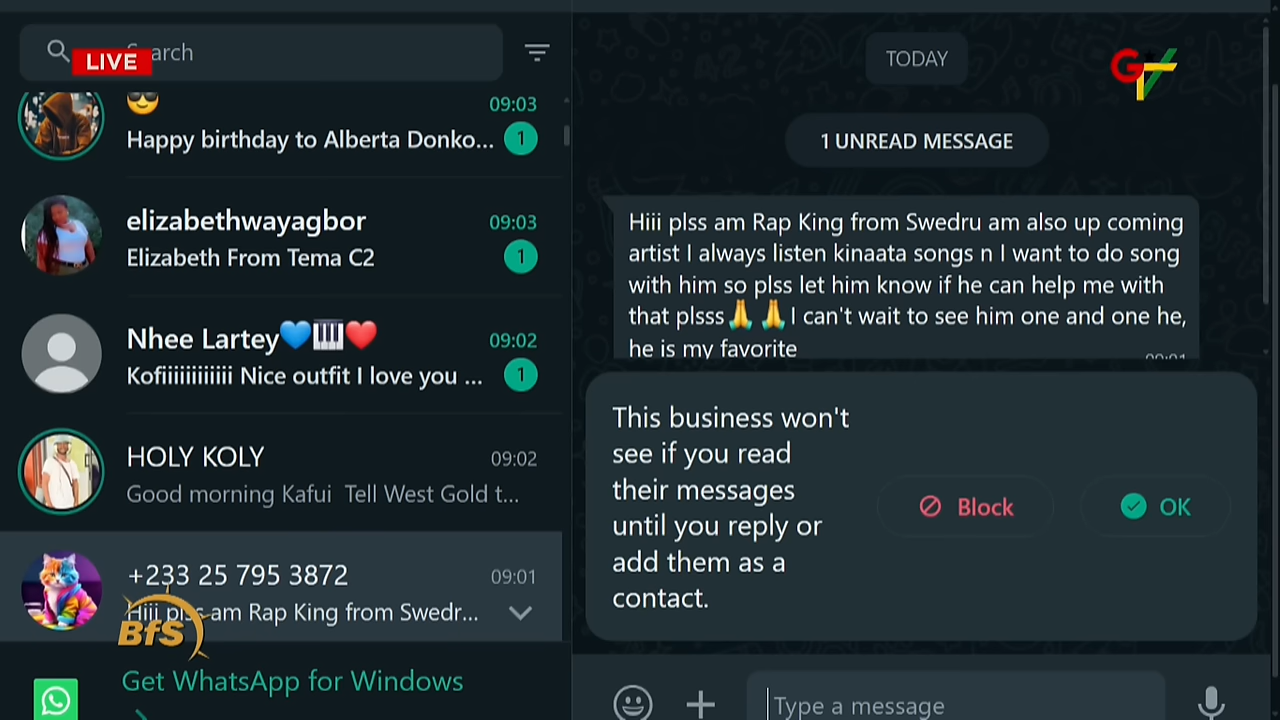 Search
LIVE
😎
09:03
Happy birthday to Alberta Donko...
1
elizabethwayagbor
09:03
Elizabeth From Tema C2
1
Nhee Lartey💙🎹❤️
09:02
Kofiiiiiiiiiiii Nice outfit I love you ...
1
HOLY KOLY
09:02
Good morning Kafui Tell West Gold t...
+233 25 795 3872
09:01
Hiii plss am Rap King from Swedr...
BfS
Get WhatsApp for Windows
TODAY
GTV
1 UNREAD MESSAGE
Hiii plss am Rap King from Swedru am also up coming
artist I always listen kinaata songs n I want to do song
with him so plss let him know if he can help me with
that plsss🙏 🙏I can't wait to see him one and one he,
he is my favorite
09:01
This business won't
see if you read
their messages
until you reply or
add them as a
contact.
Block
OK
Type a message